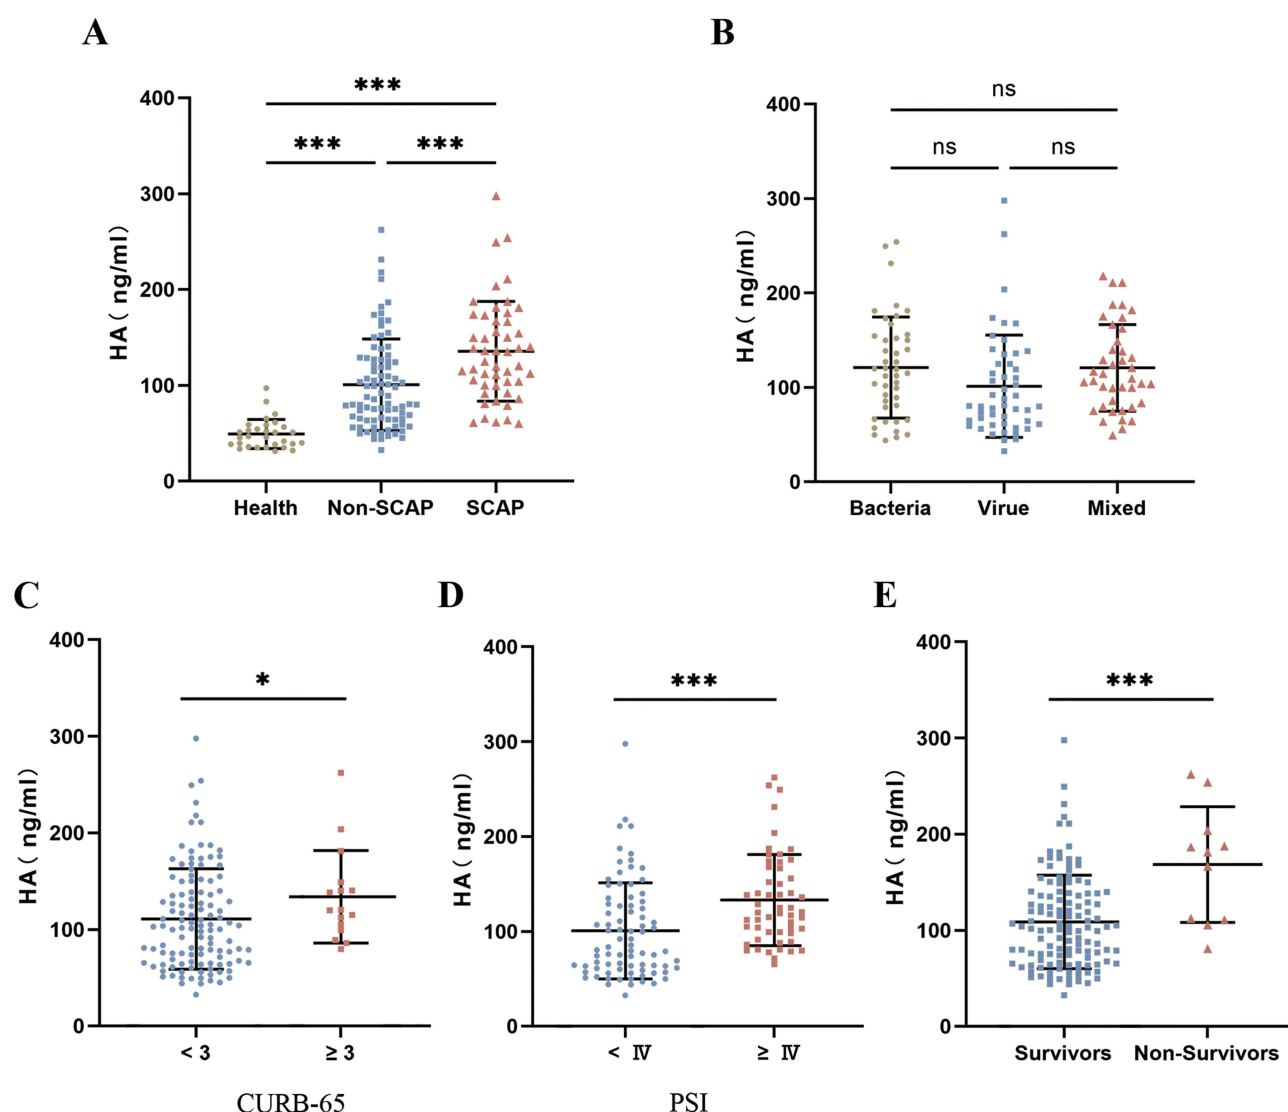 A
HA( ng/ml)
400
300
200
100
0
***
***
***
Health
Non-SCAP
SCAP
B
HA( ng/ml)
400
300
200
100
0
ns
ns
ns
Bacteria
Virue
Mixed
C
HA( ng/ml)
400
300
200
100
0
*
< 3
≥ 3
CURB-65
D
HA( ng/ml)
400
300
200
100
0
***
< Ⅳ
≥ Ⅳ
PSI
E
HA( ng/ml)
400
300
200
100
0
***
Survivors
Non-Survivors